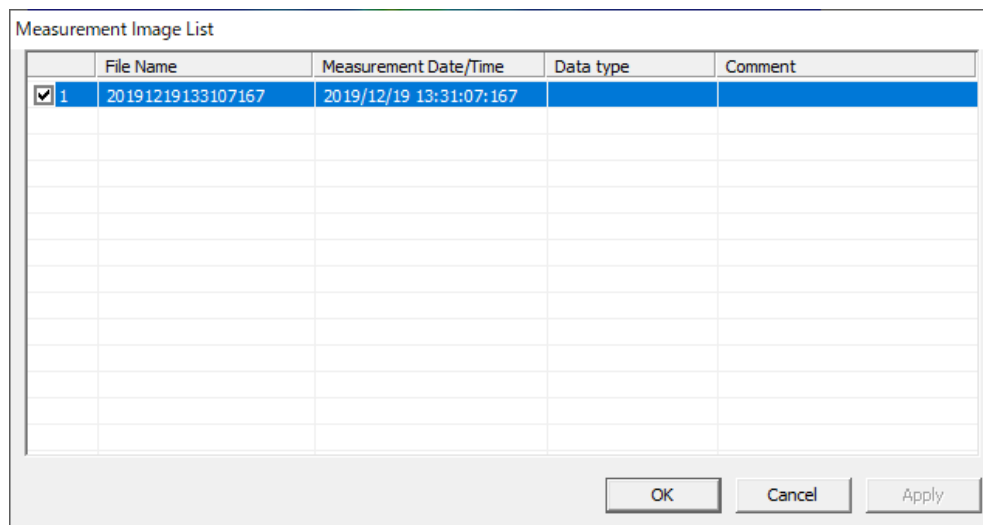 Measurement Image List
File Name Measurement Date/Time Data type Comment
1 20191219133107167 2019/12/19 13:31:07:167
OK Cancel Apply